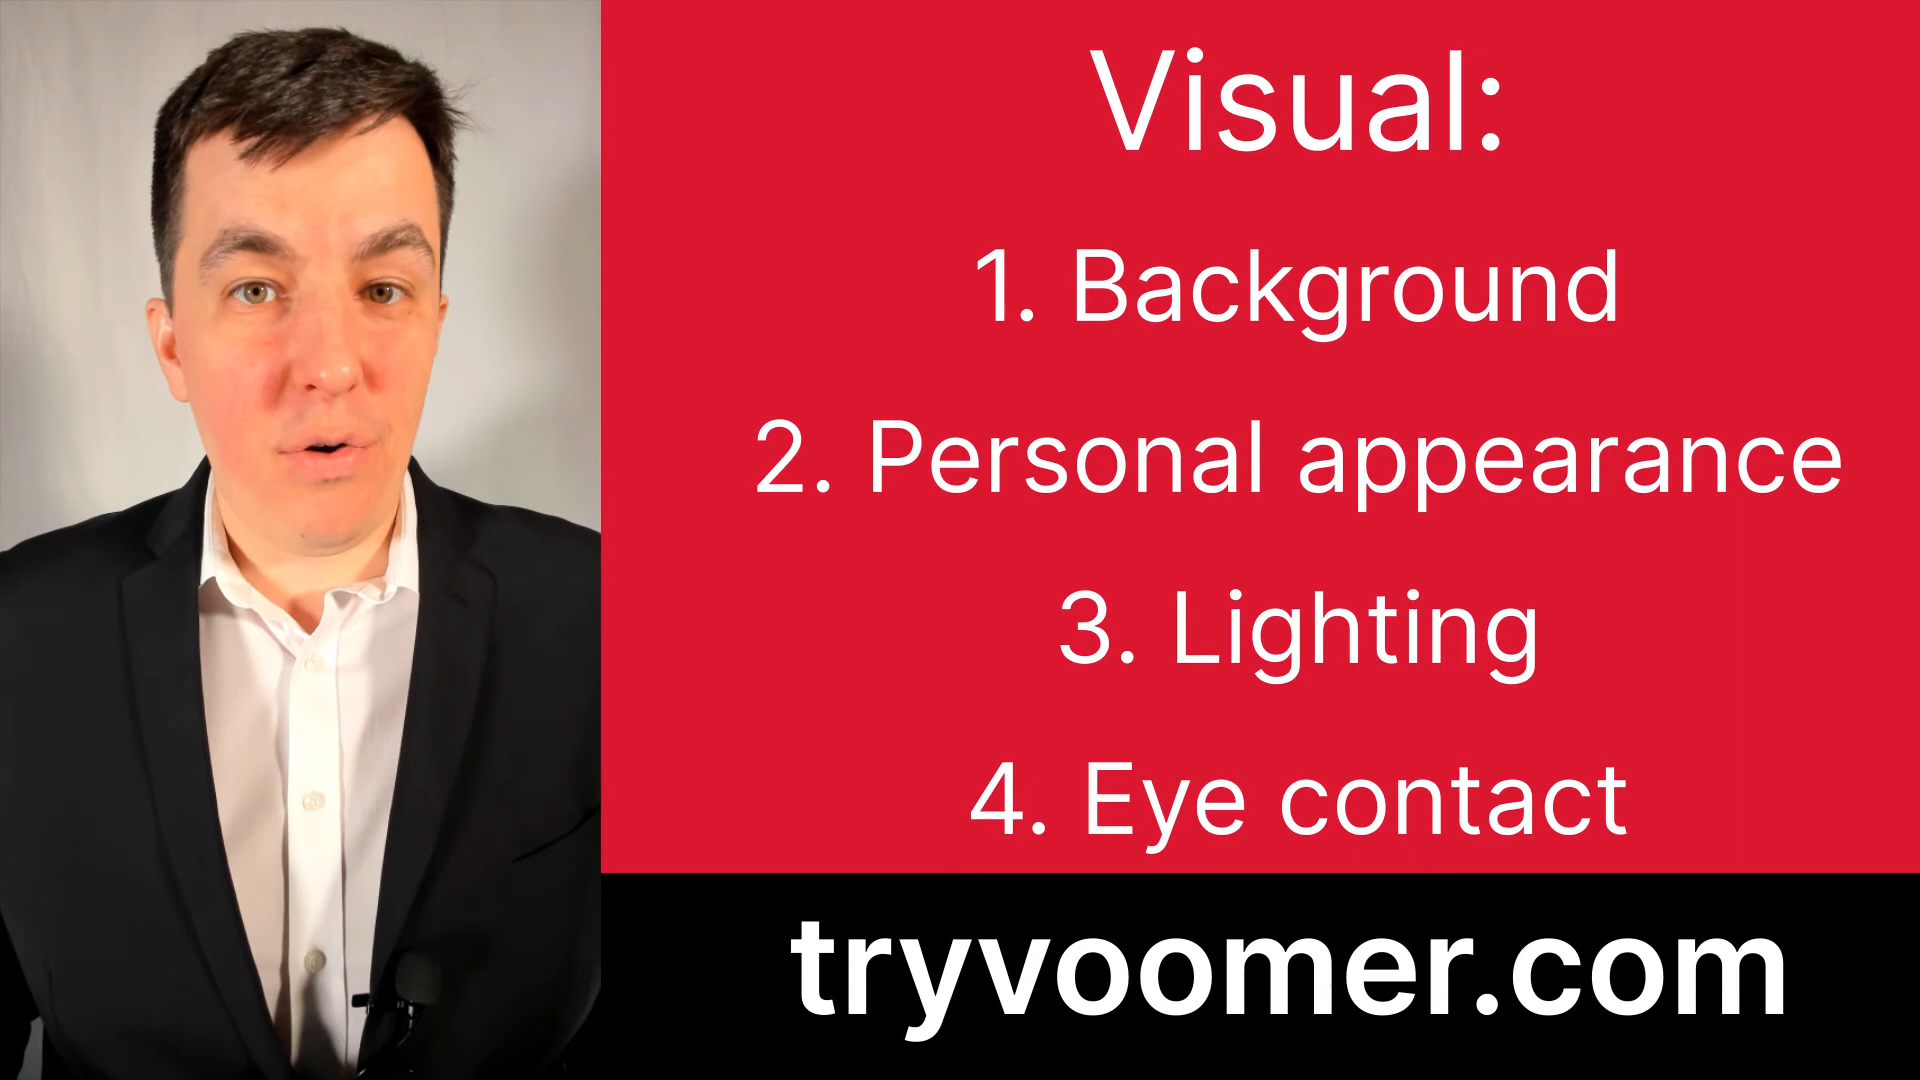 Visual:
1. Background
2. Personal appearance
3. Lighting
4. Eye contact
tryvoomer.com